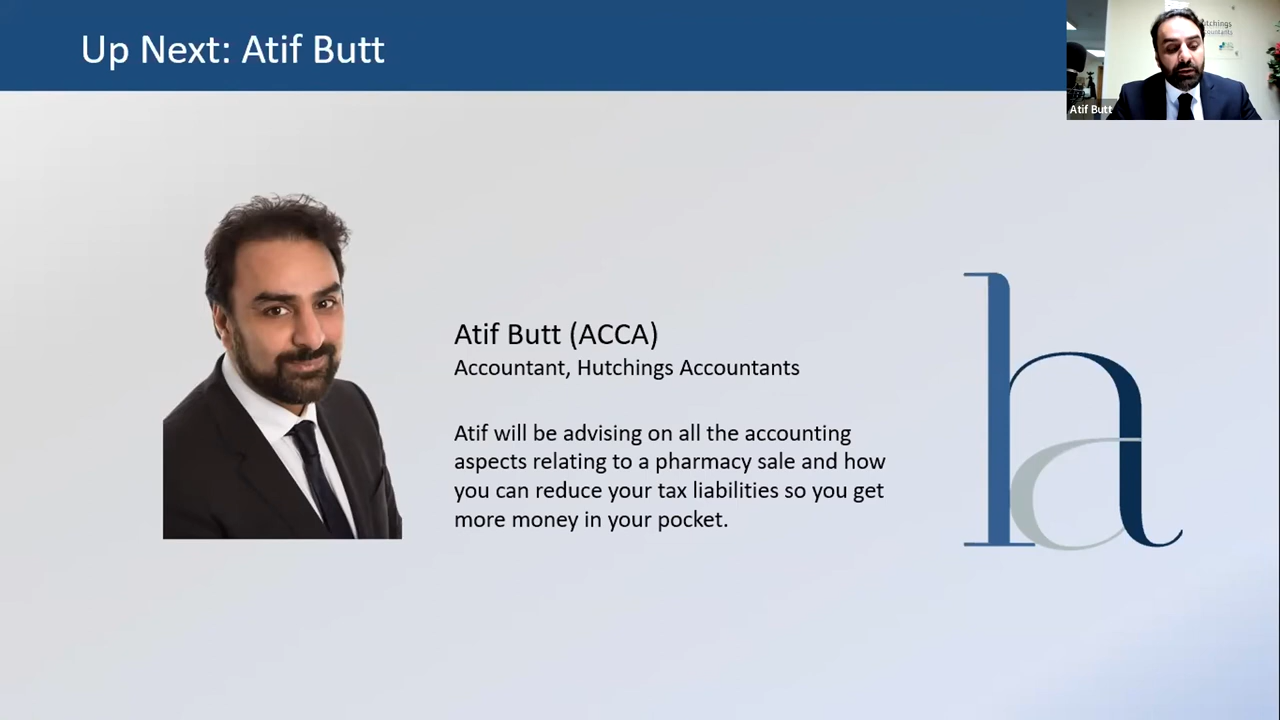 Up Next: Atif Butt
Atif Butt
Atif Butt (ACCA)
Accountant, Hutchings Accountants
Atif will be advising on all the accounting
aspects relating to a pharmacy sale and how
you can reduce your tax liabilities so you get
more money in your pocket.
ha